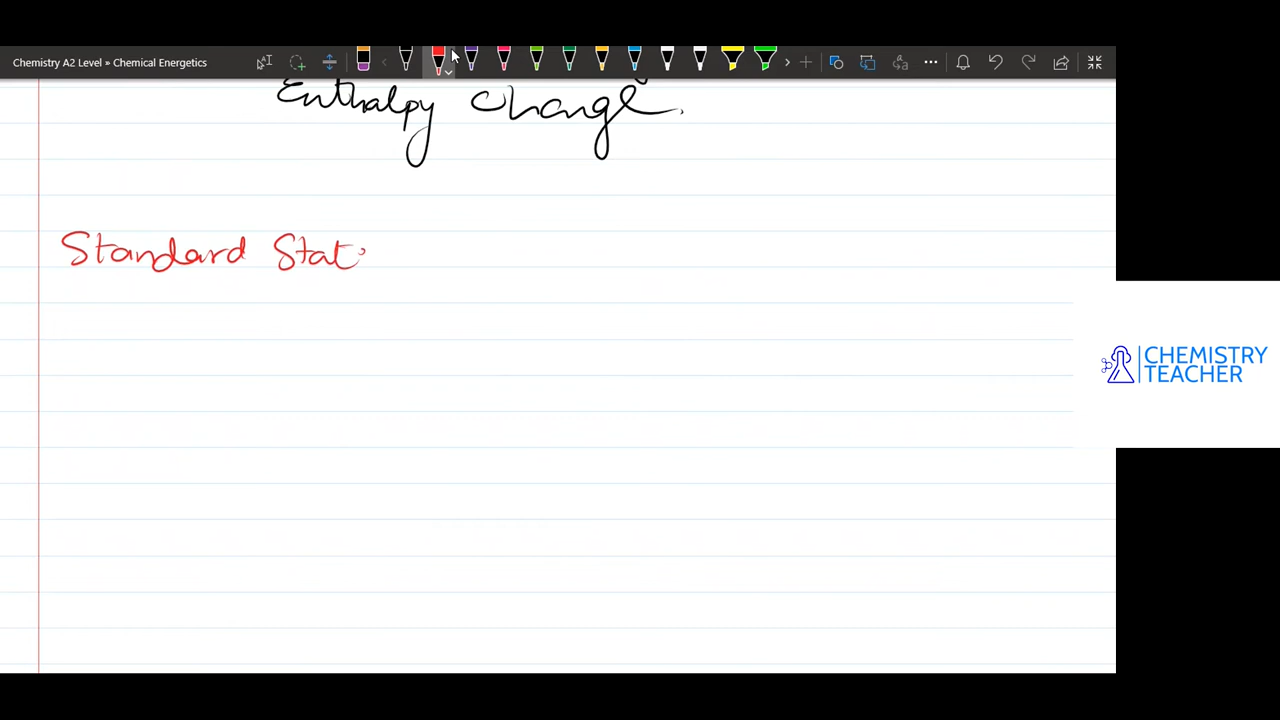 Chemistry A2 Level » Chemical Energetics
Enthalpy Change.
Standard Stat
CHEMISTRY
TEACHER